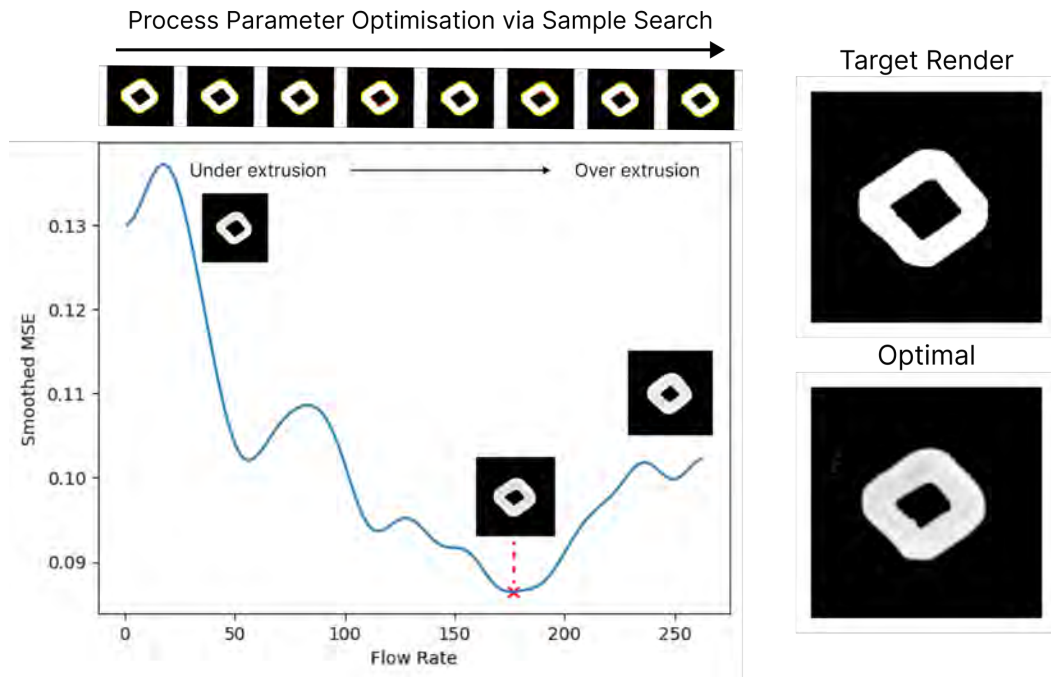 Process Parameter Optimisation via Sample Search
Target Render
Under extrusion
Over extrusion
0.13
0.12
0.11
0.10
0.09
Smoothed MSE
0
50
100
150
200
250
Flow Rate
Optimal